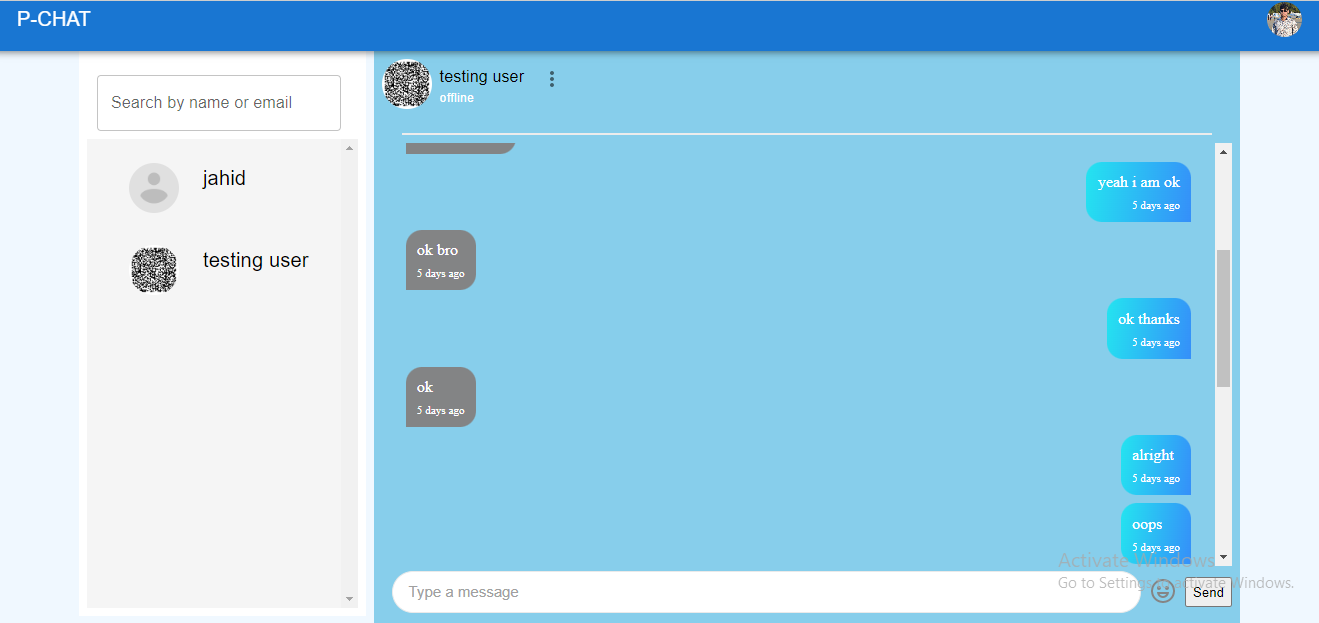 P-CHAT
Search by name or email
jahid
testing user
testing user
offline
yeah i am ok
5 days ago
ok bro
5 days ago
ok thanks
5 days ago
ok
5 days ago
alright
5 days ago
oops
5 days ago
Activate Windows
Go to Settings to activate Windows.
Type a message
Send